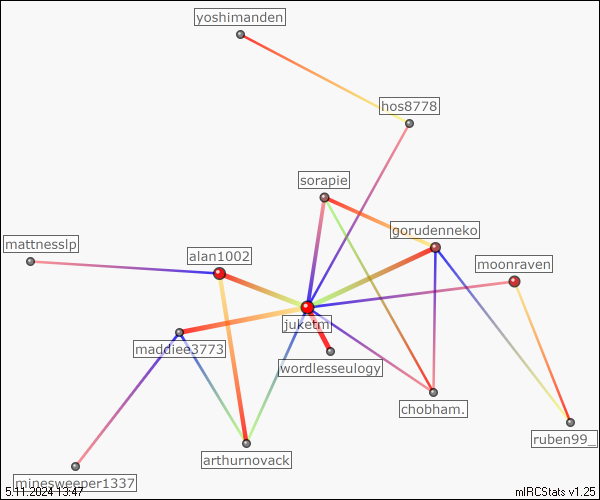 yoshimanden
hos8778
sorapie
gorudenneko
mattnesslp
alan1002
moonraven
juketm
maddiee3773
wordlesseulogy
chobham.
ruben99_
arthurnovack
minesweeper1337
5.11.2024 13:47
mIRCStats v1.25